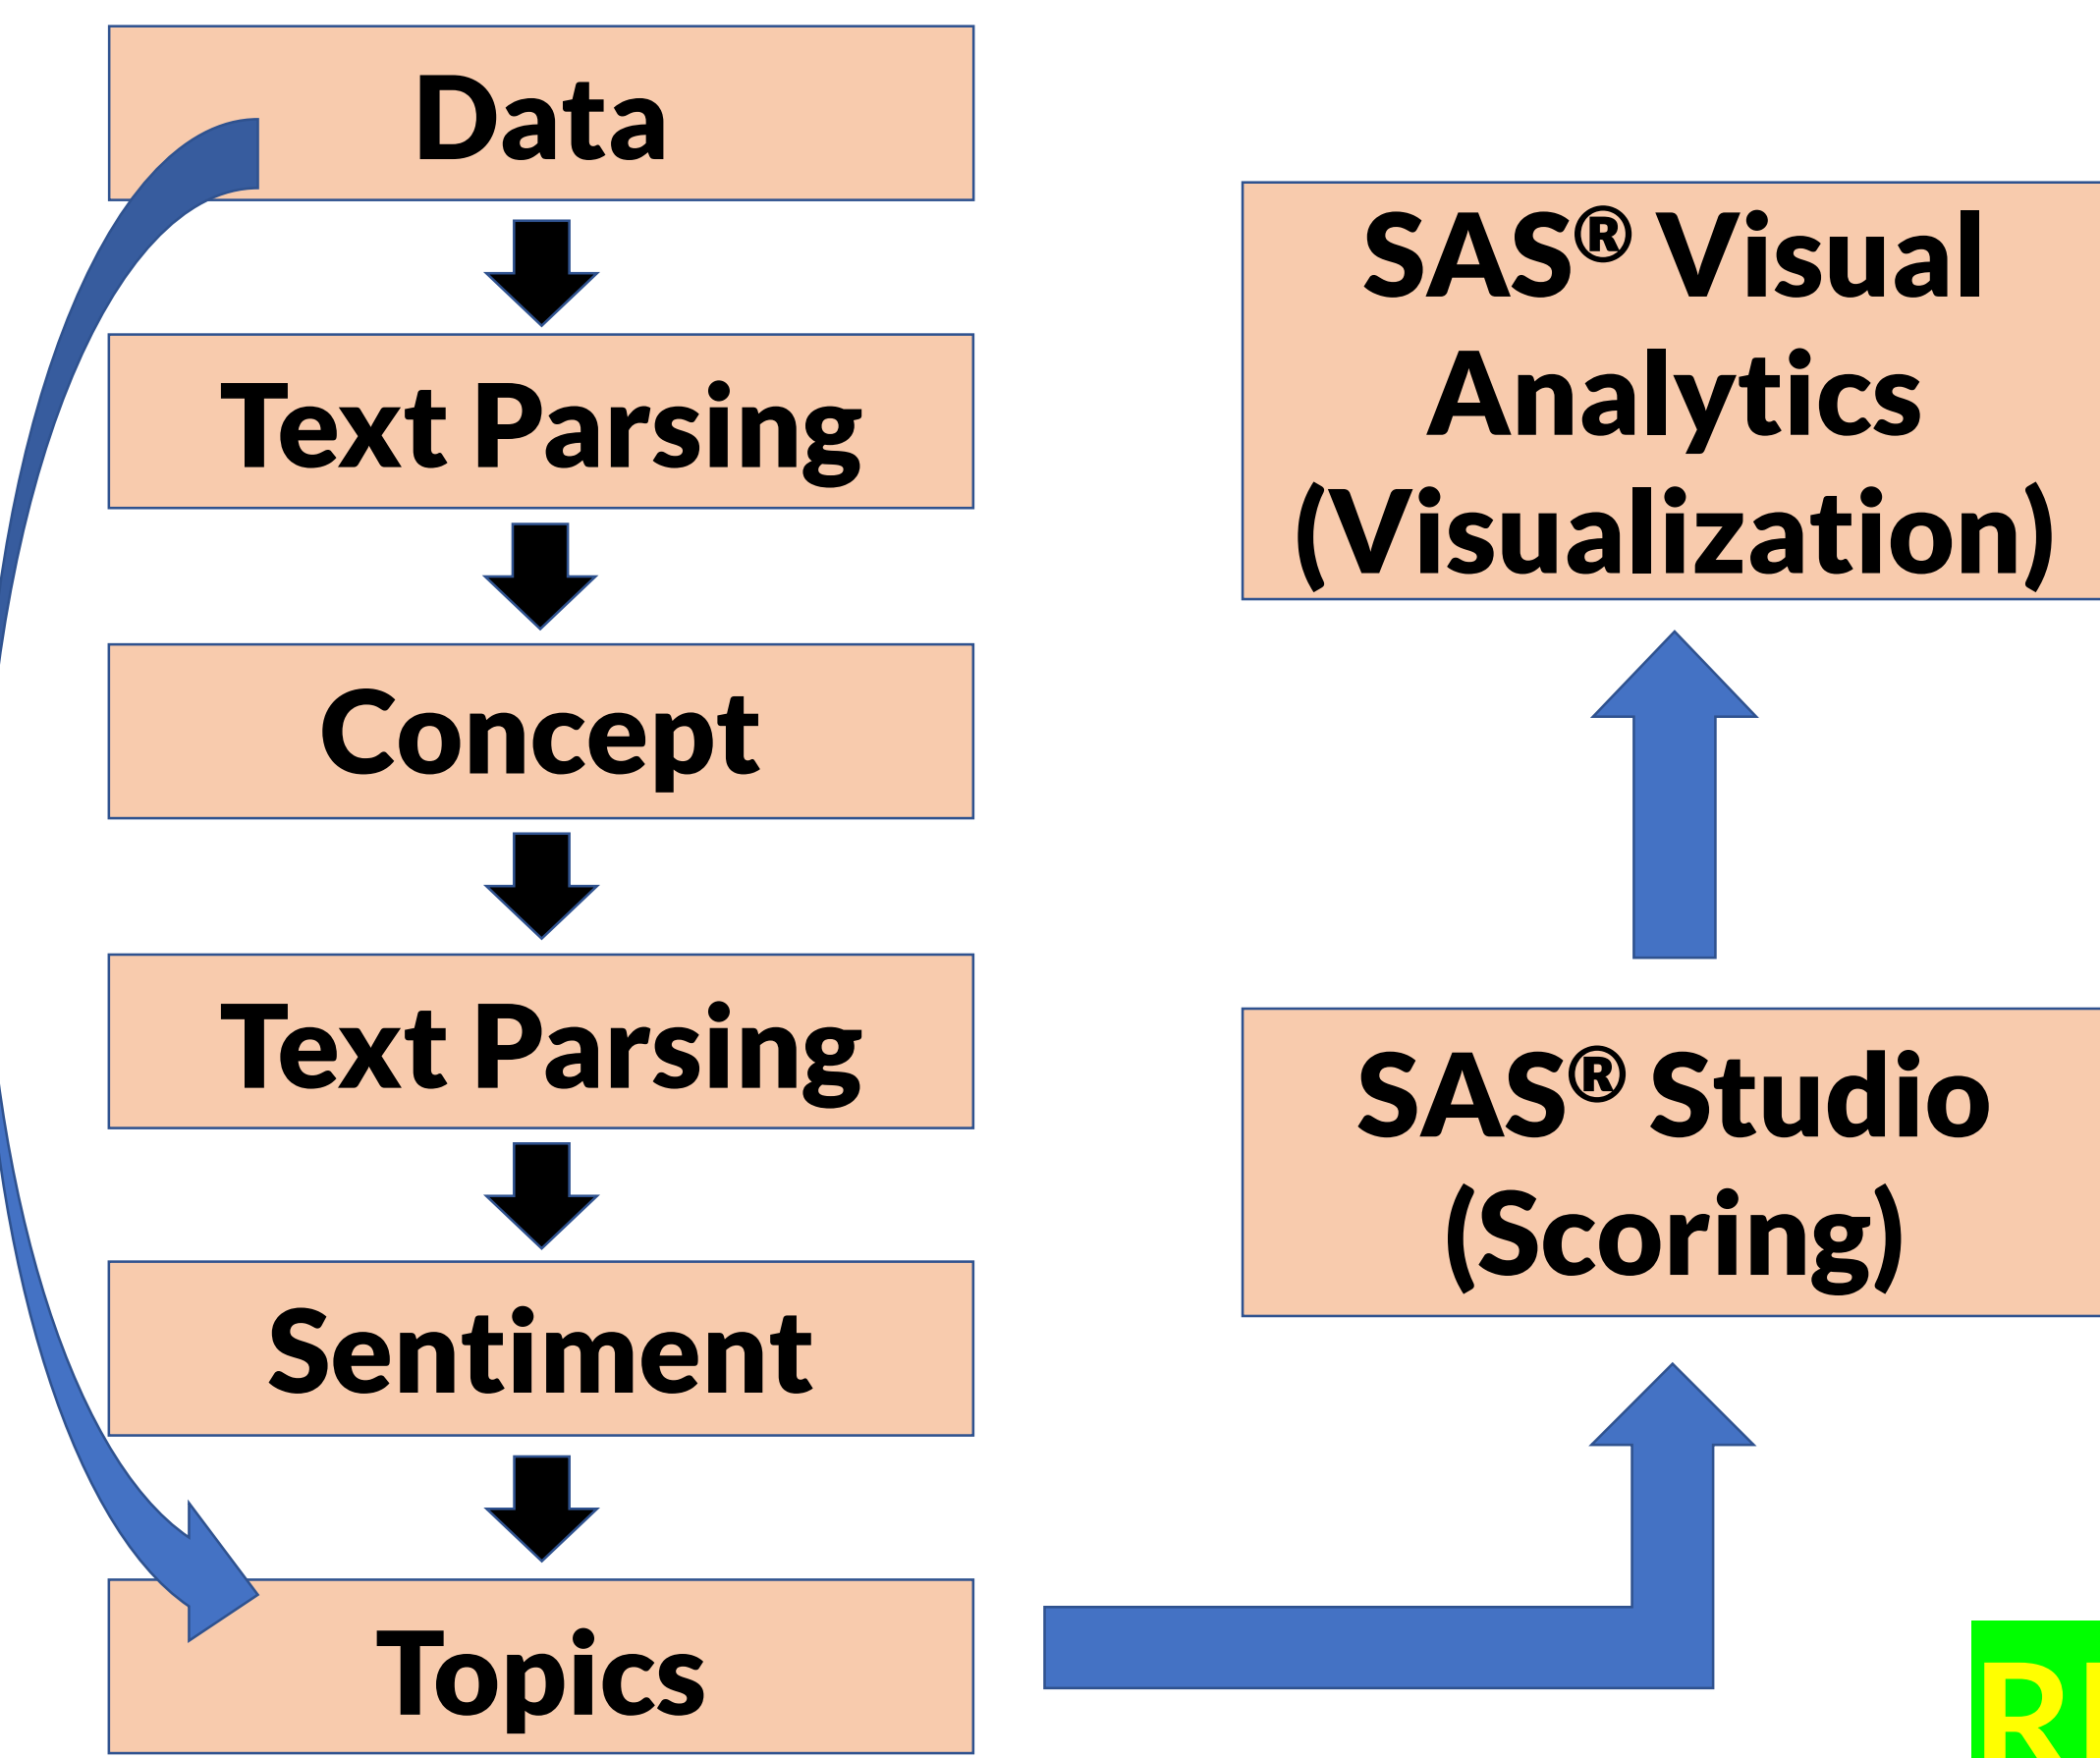 Data
Text Parsing
Concept
Text Parsing
Sentiment
Topics
SAS® Visual
Analytics
(Visualization)
SAS® Studio
(Scoring)